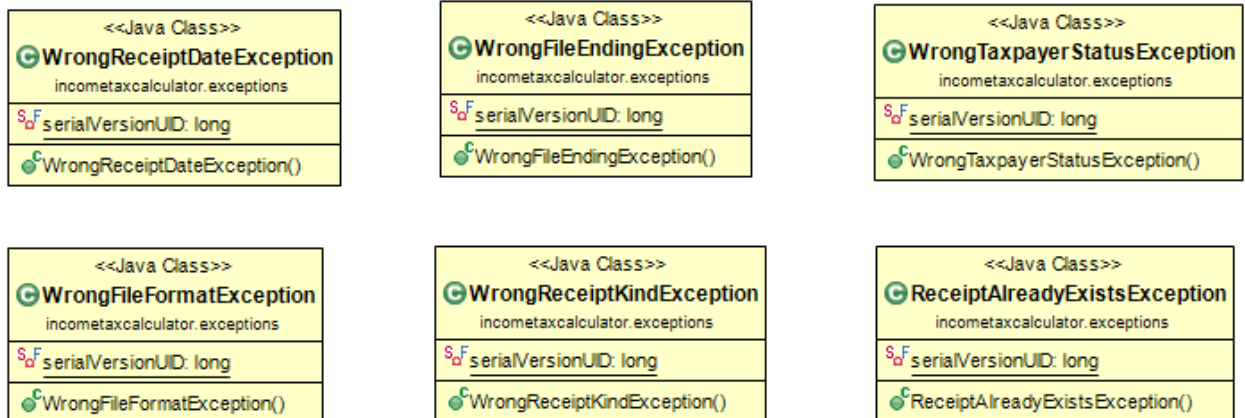 <<Java Class>>
WrongReceiptDateException
incometaxcalculator.exceptions
serialVersionUID: long
WrongReceiptDateException()
<<Java Class>>
WrongFileEndingException
incometaxcalculator.exceptions
serialVersionUID: long
WrongFileEndingException()
<<Java Class>>
WrongTaxpayerStatusException
incometaxcalculator.exceptions
serialVersionUID: long
WrongTaxpayerStatusException()
<<Java Class>>
WrongFileFormatException
incometaxcalculator.exceptions
serialVersionUID: long
WrongFileFormatException()
<<Java Class>>
WrongReceiptKindException
incometaxcalculator.exceptions
serialVersionUID: long
WrongReceiptKindException()
<<Java Class>>
ReceiptAlreadyExistsException
incometaxcalculator.exceptions
serialVersionUID: long
ReceiptAlreadyExistsException()